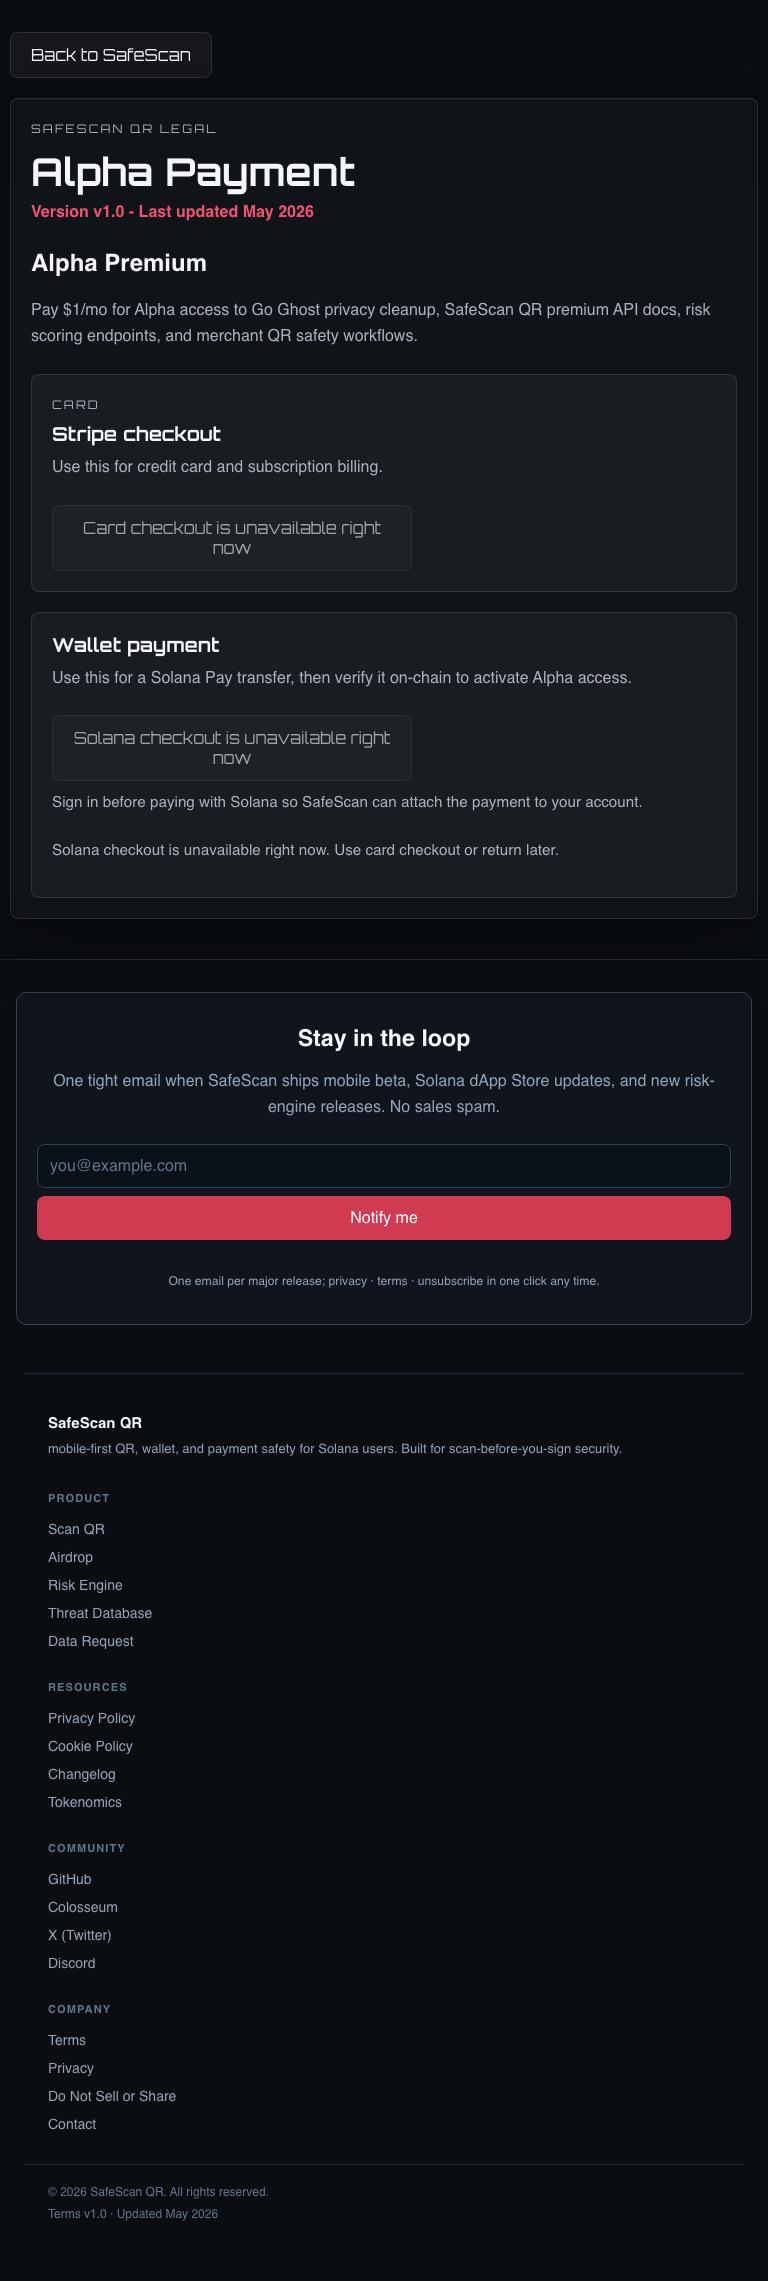 Back to SafeScan
SAFESCAN QR LEGAL
Alpha Payment
Version v1.0 - Last updated May 2026
Alpha Premium
Pay $1/mo for Alpha access to Go Ghost privacy cleanup, SafeScan QR premium API docs, risk
scoring endpoints, and merchant QR safety workflows.
CARD
Stripe checkout
Use this for credit card and subscription billing.
Card checkout is unavailable right
now
Wallet payment
Use this for a Solana Pay transfer, then verify it on-chain to activate Alpha access.
Solana checkout is unavailable right
now
Sign in before paying with Solana so SafeScan can attach the payment to your account.
Solana checkout is unavailable right now. Use card checkout or return later.
Stay in the loop
One tight email when SafeScan ships mobile beta, Solana dApp Store updates, and new risk-
engine releases. No sales spam.
you@example.com
Notify me
One email per major release; privacy · terms · unsubscribe in one click any time.
SafeScan QR
mobile-first QR, wallet, and payment safety for Solana users. Built for scan-before-you-sign security.
PRODUCT
Scan QR
Airdrop
Risk Engine
Threat Database
Data Request
RESOURCES
Privacy Policy
Cookie Policy
Changelog
Tokenomics
COMMUNITY
GitHub
Colosseum
X (Twitter)
Discord
COMPANY
Terms
Privacy
Do Not Sell or Share
Contact
© 2026 SafeScan QR. All rights reserved.
Terms v1.0 · Updated May 2026